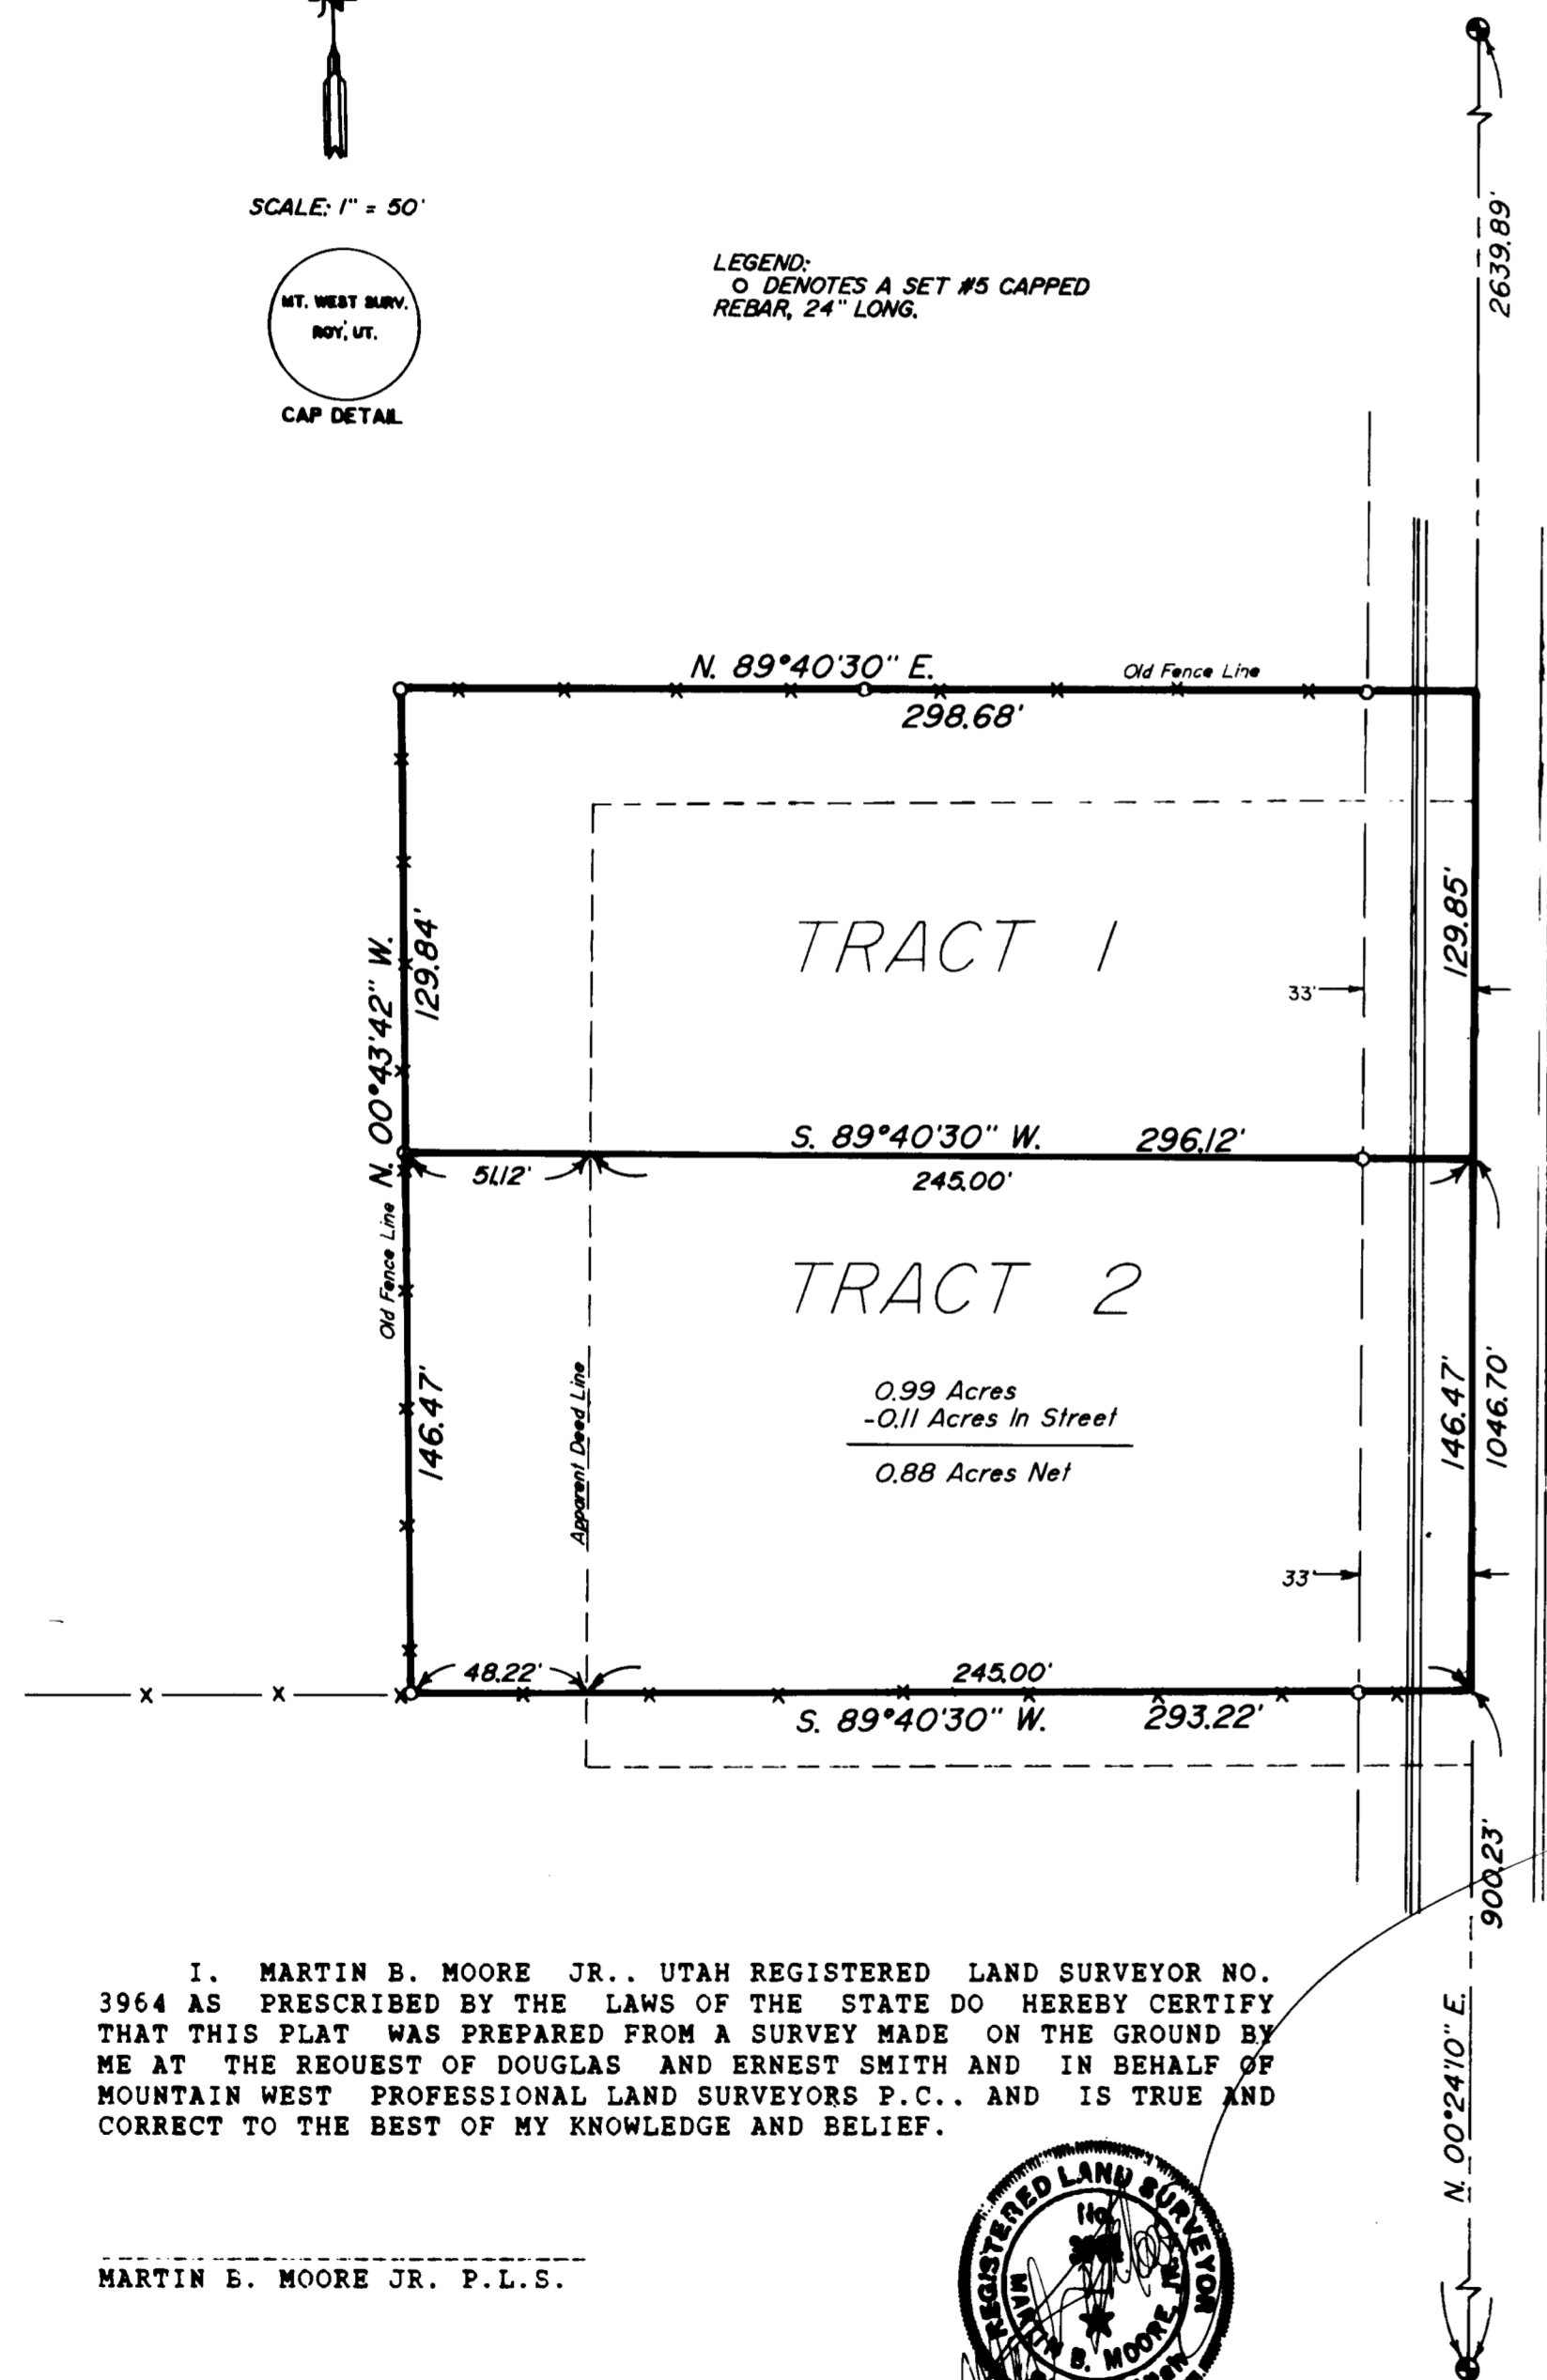 SCALE: 1" = 50'
MT. WEST SURV.
ROY, UT.
CAP DETAIL
LEGEND:
O DENOTES A SET #5 CAPPED
REBAR, 24" LONG.
2639.89'
N. 89°40'30" E.
Old Fence Line
298.68'
TRACT 1
129.84'
129.85'
33'
N. 00°43'42" W.
Old Fence Line
S. 89°40'30" W. 296.12'
51.12'
245.00'
TRACT 2
0.99 Acres
-0.11 Acres In Street
0.88 Acres Net
146.47'
Apparent Deed Line
146.47'
1046.70'
33'
48.22'
245.00'
S. 89°40'30" W. 293.22'
900.23'
N. 00°24'10" E.
I. MARTIN B. MOORE JR.. UTAH REGISTERED LAND SURVEYOR NO.
3964 AS PRESCRIBED BY THE LAWS OF THE STATE DO HEREBY CERTIFY
THAT THIS PLAT WAS PREPARED FROM A SURVEY MADE ON THE GROUND BY
ME AT THE REOUEST OF DOUGLAS AND ERNEST SMITH AND IN BEHALF OF
MOUNTAIN WEST PROFESSIONAL LAND SURVEYORS P.C.. AND IS TRUE AND
CORRECT TO THE BEST OF MY KNOWLEDGE AND BELIEF.
MARTIN B. MOORE JR. P.L.S.
REGISTERED LAND SURVEYOR
No.
MARTIN B. MOORE, JR.